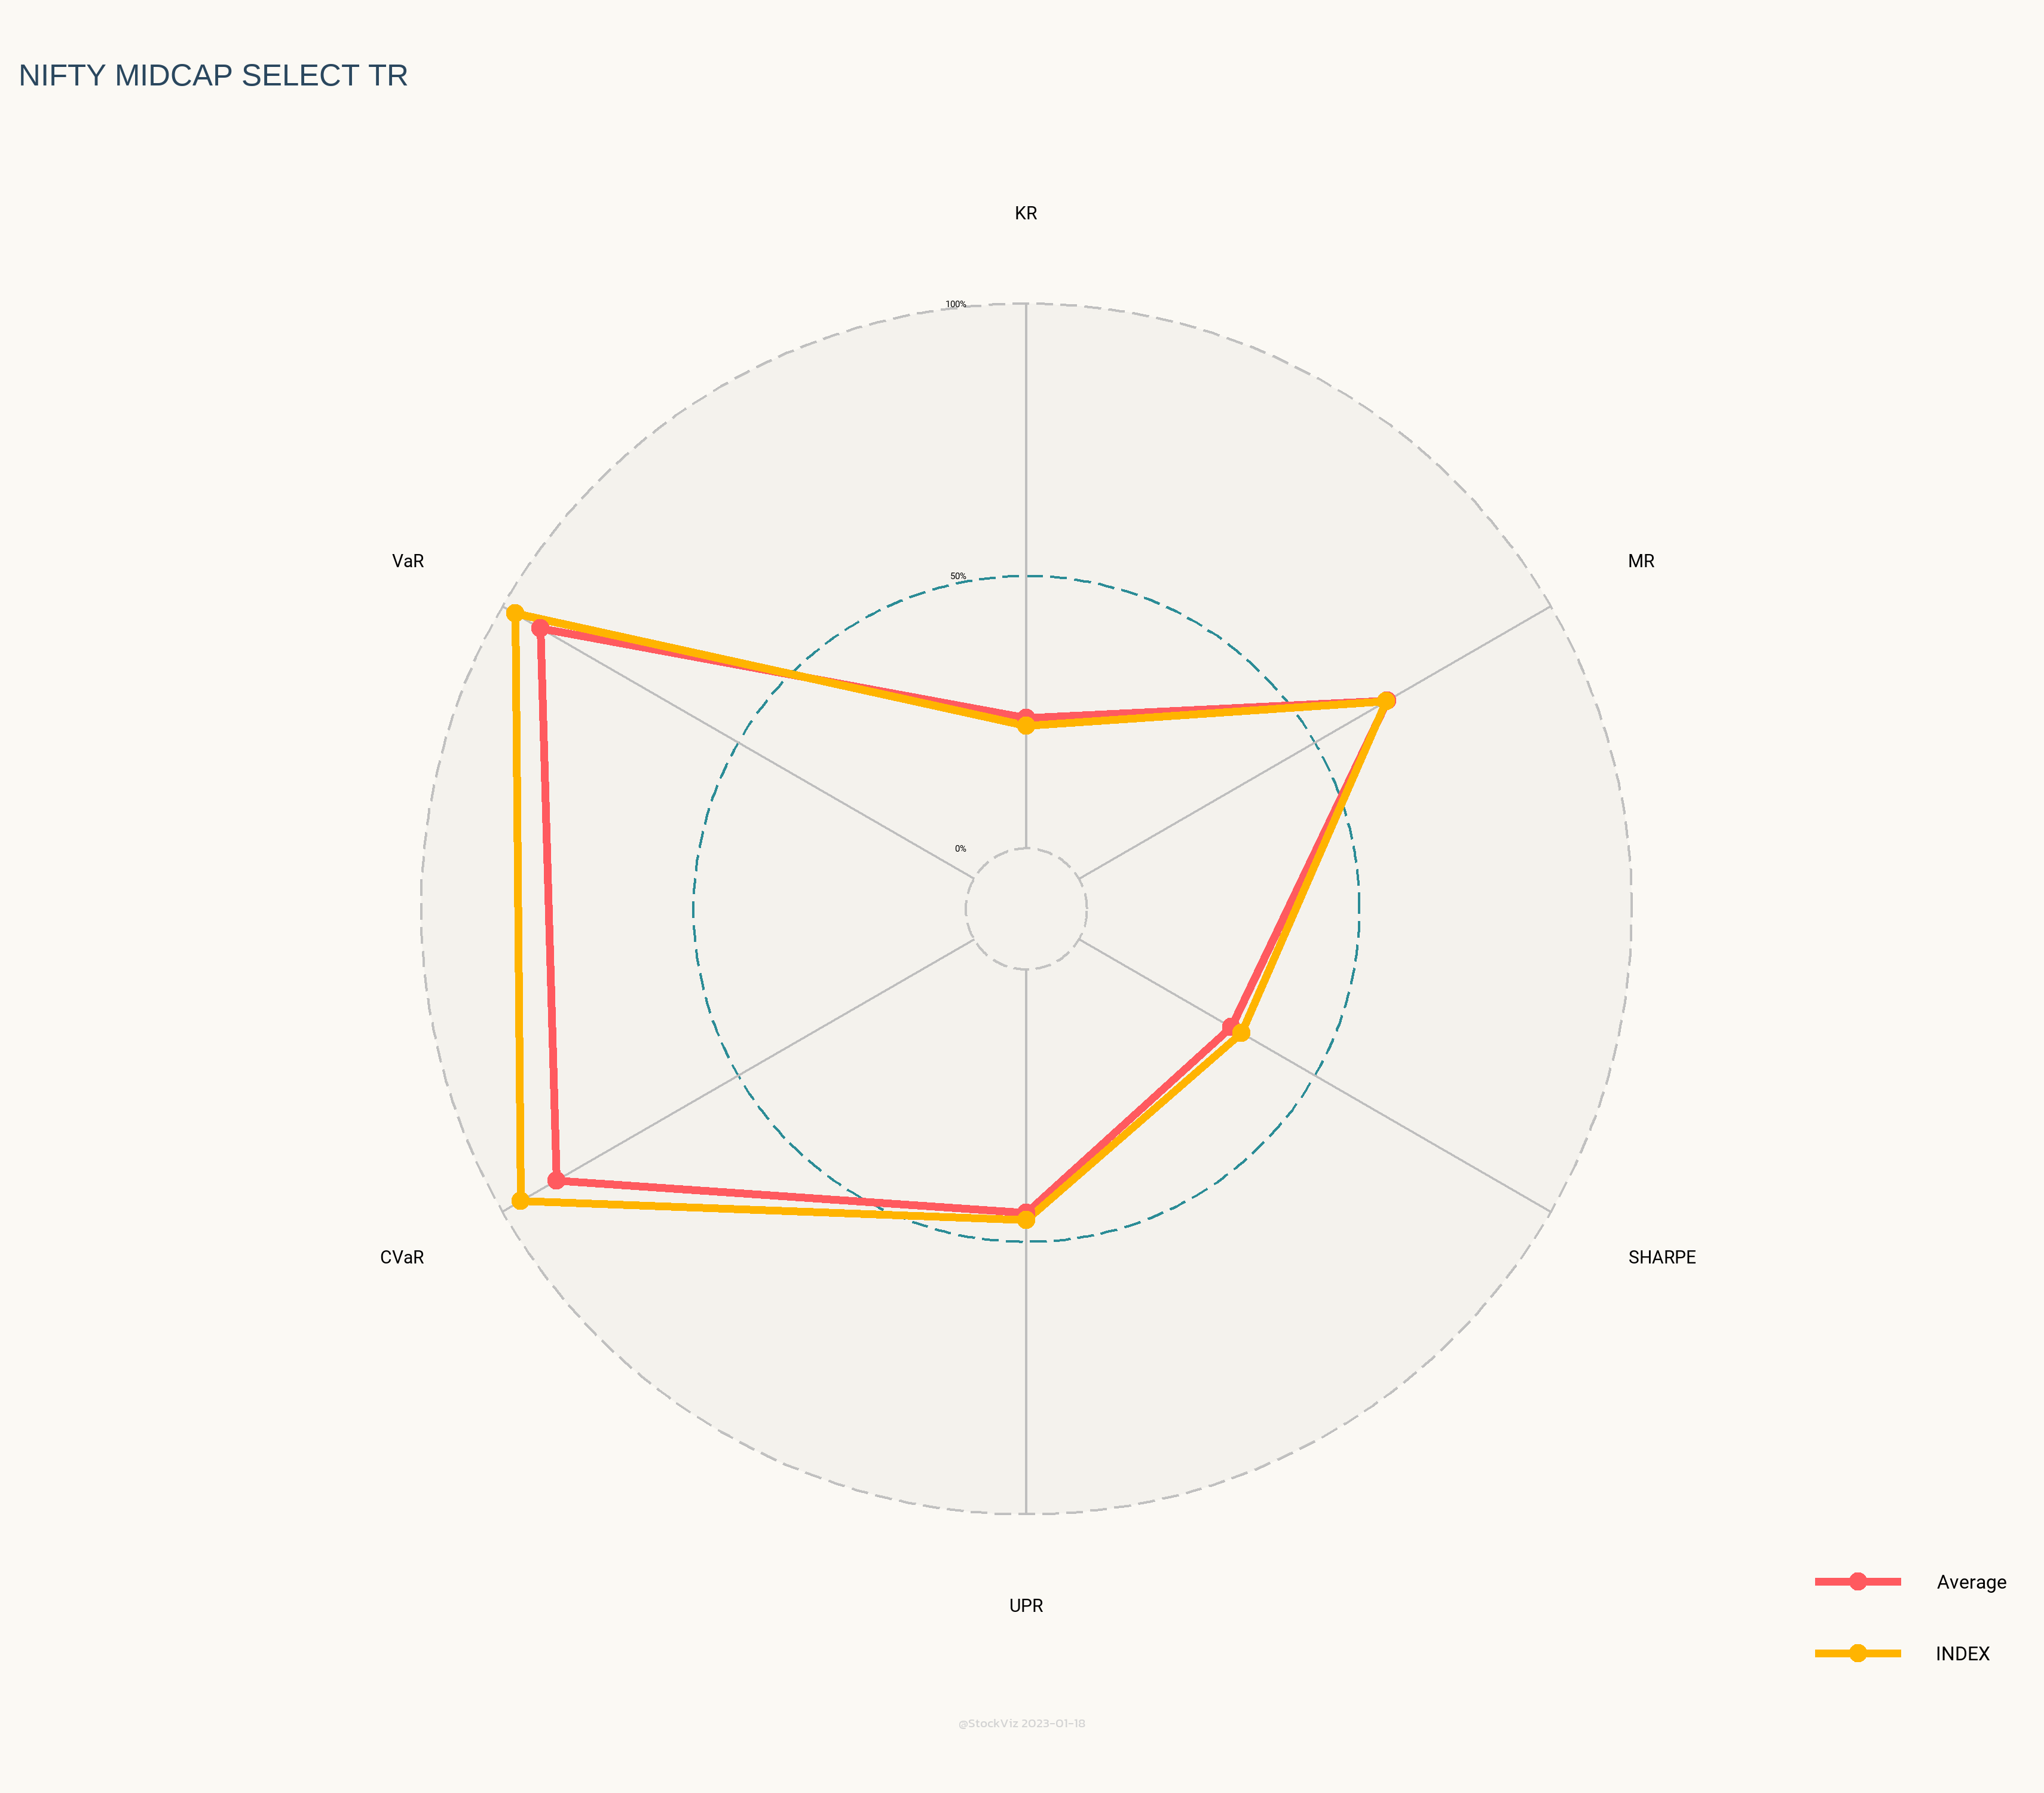 NIFTY MIDCAP SELECT TR
KR
100%
VaR
MR
50%
0%
CVaR
SHARPE
Average
UPR
INDEX
@StockViz 2023-01-18